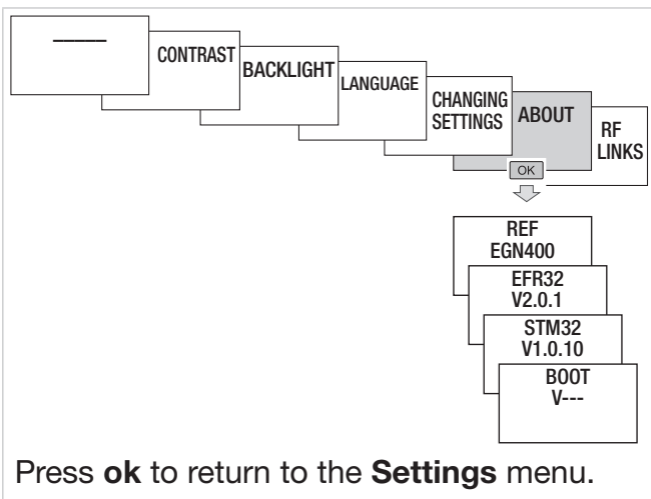 —————
CONTRAST
BACKLIGHT
LANGUAGE
CHANGING
SETTINGS
ABOUT
RF
LINKS
OK
REF
EGN400
EFR32
V2.0.1
STM32
V1.0.10
BOOT
V---
Press ok to return to the Settings menu.